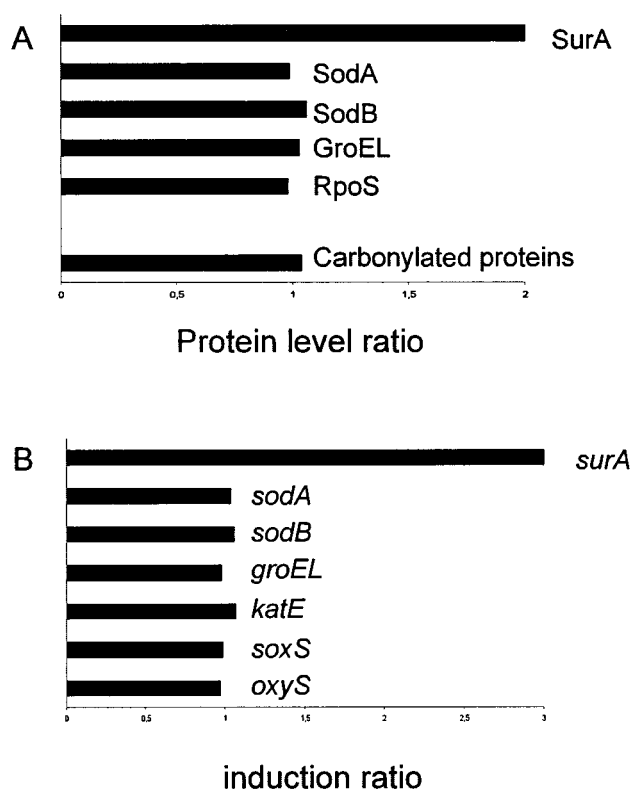 A
SurA
SodA
SodB
GroEL
RpoS
Carbonylated proteins
0 0,5 1 1,5 2
Protein level ratio
B
surA
sodA
sodB
groEL
katE
soxS
oxyS
0 0,5 1 1,5 2 2,5 3
induction ratio